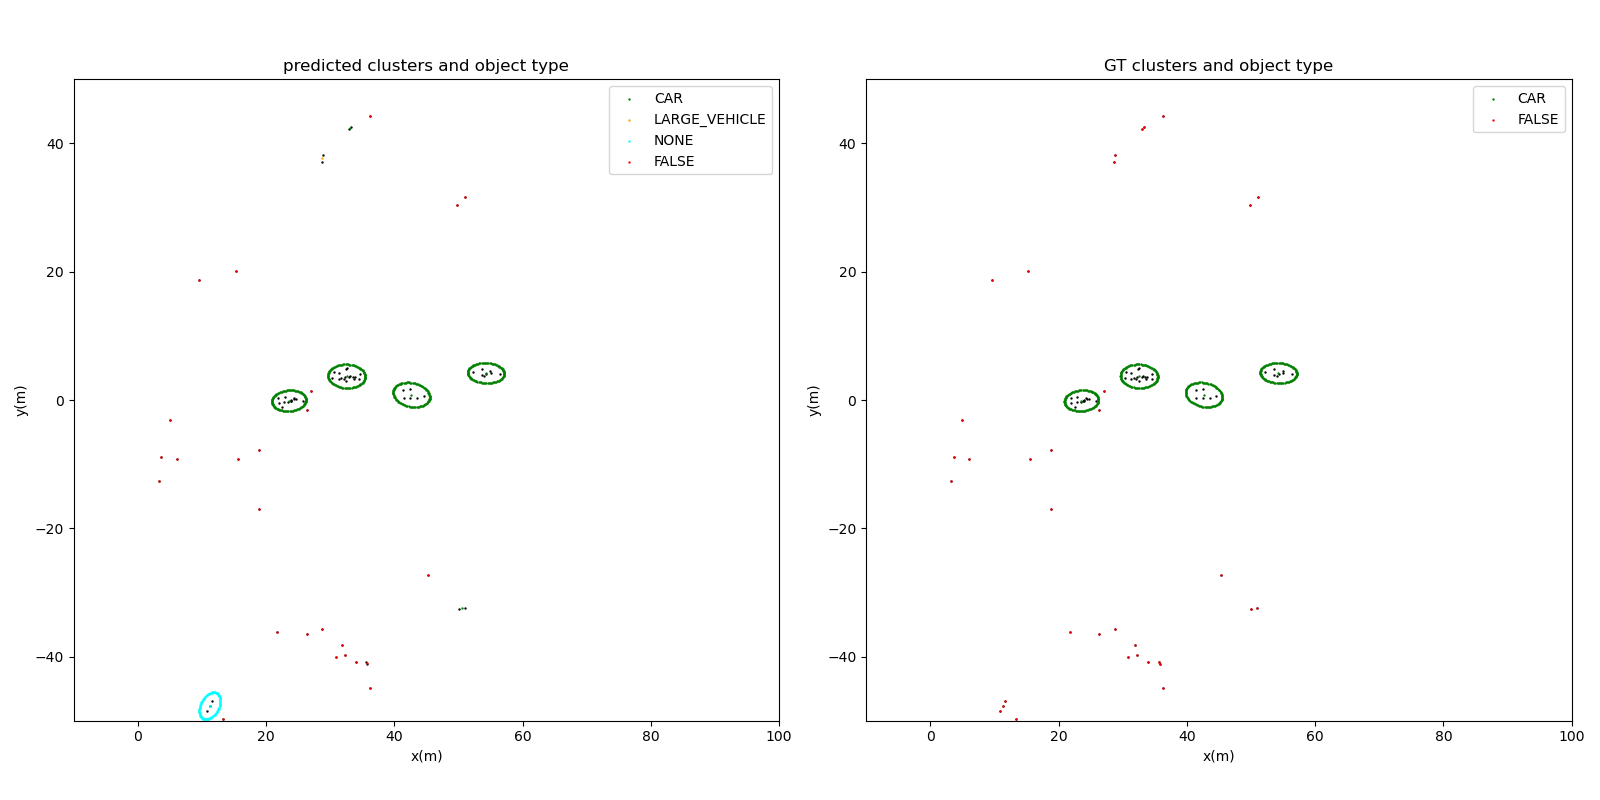 predicted clusters and object type
CAR
LARGE_VEHICLE
NONE
FALSE
40
20
0
−20
−40
y(m)
0
20
40
60
80
100
x(m)
GT clusters and object type
CAR
FALSE
40
20
0
−20
−40
y(m)
0
20
40
60
80
100
x(m)